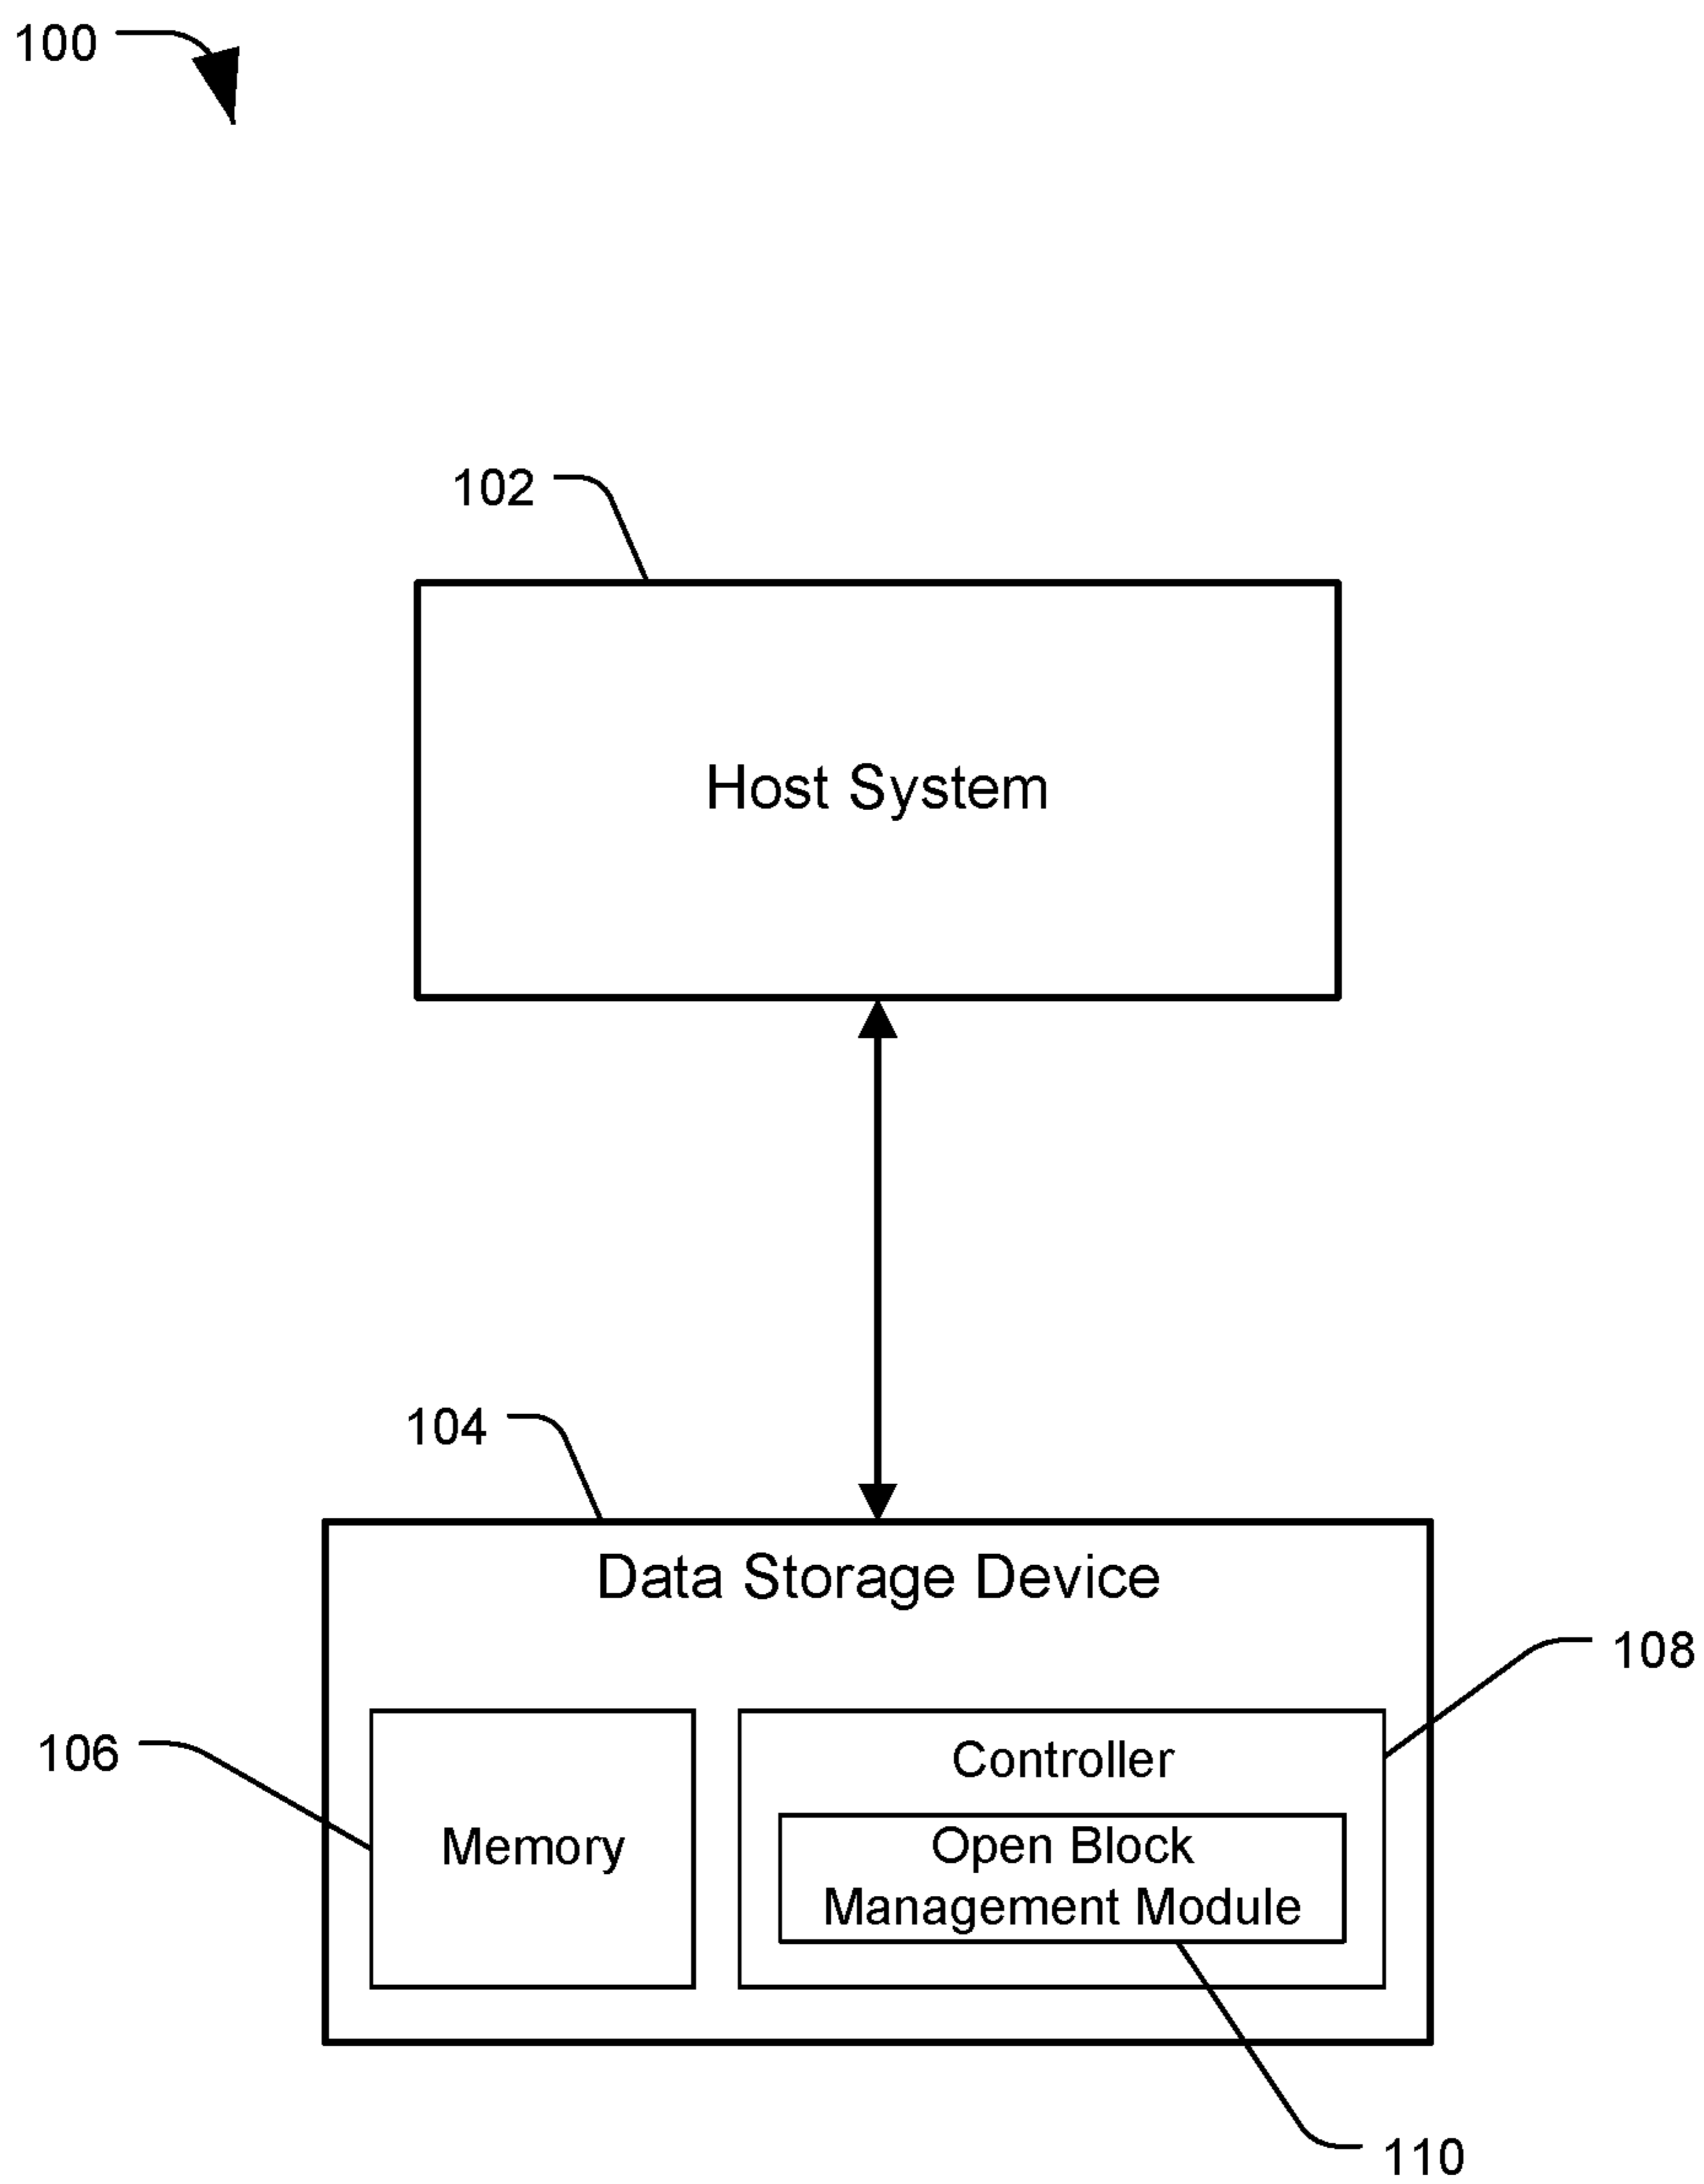 100
102
Host System
104
Data Storage Device
108
106
Controller
Memory
Open Block
Management Module
110